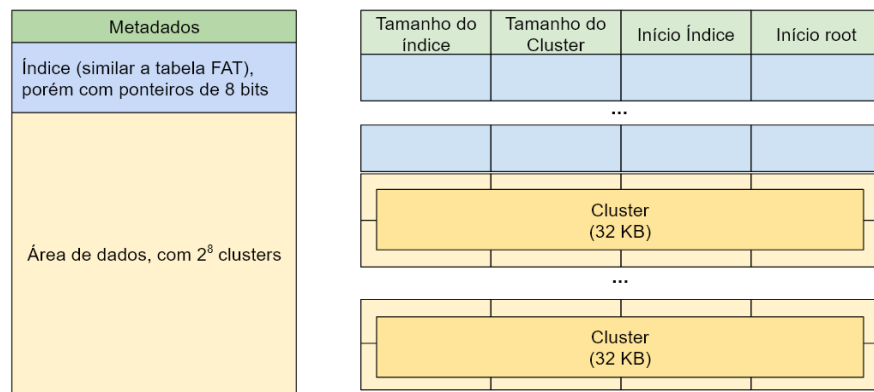 Metadados
Índice (similar a tabela FAT),
porém com ponteiros de 8 bits
Área de dados, com 2⁸ clusters
Tamanho do
índice
Tamanho do
Cluster
Início Índice
Início root
...
Cluster
(32 KB)
...
Cluster
(32 KB)